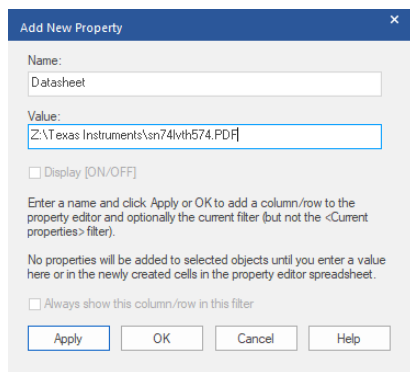 Add New Property
×
Name:
Datasheet
Value:
Z:\Texas Instruments\sn74lvth574.PDF
Display [ON/OFF]
Enter a name and click Apply or OK to add a column/row to the
property editor and optionally the current filter (but not the <Current
properties> filter).
No properties will be added to selected objects until you enter a value
here or in the newly created cells in the property editor spreadsheet.
Always show this column/row in this filter
Apply OK Cancel Help